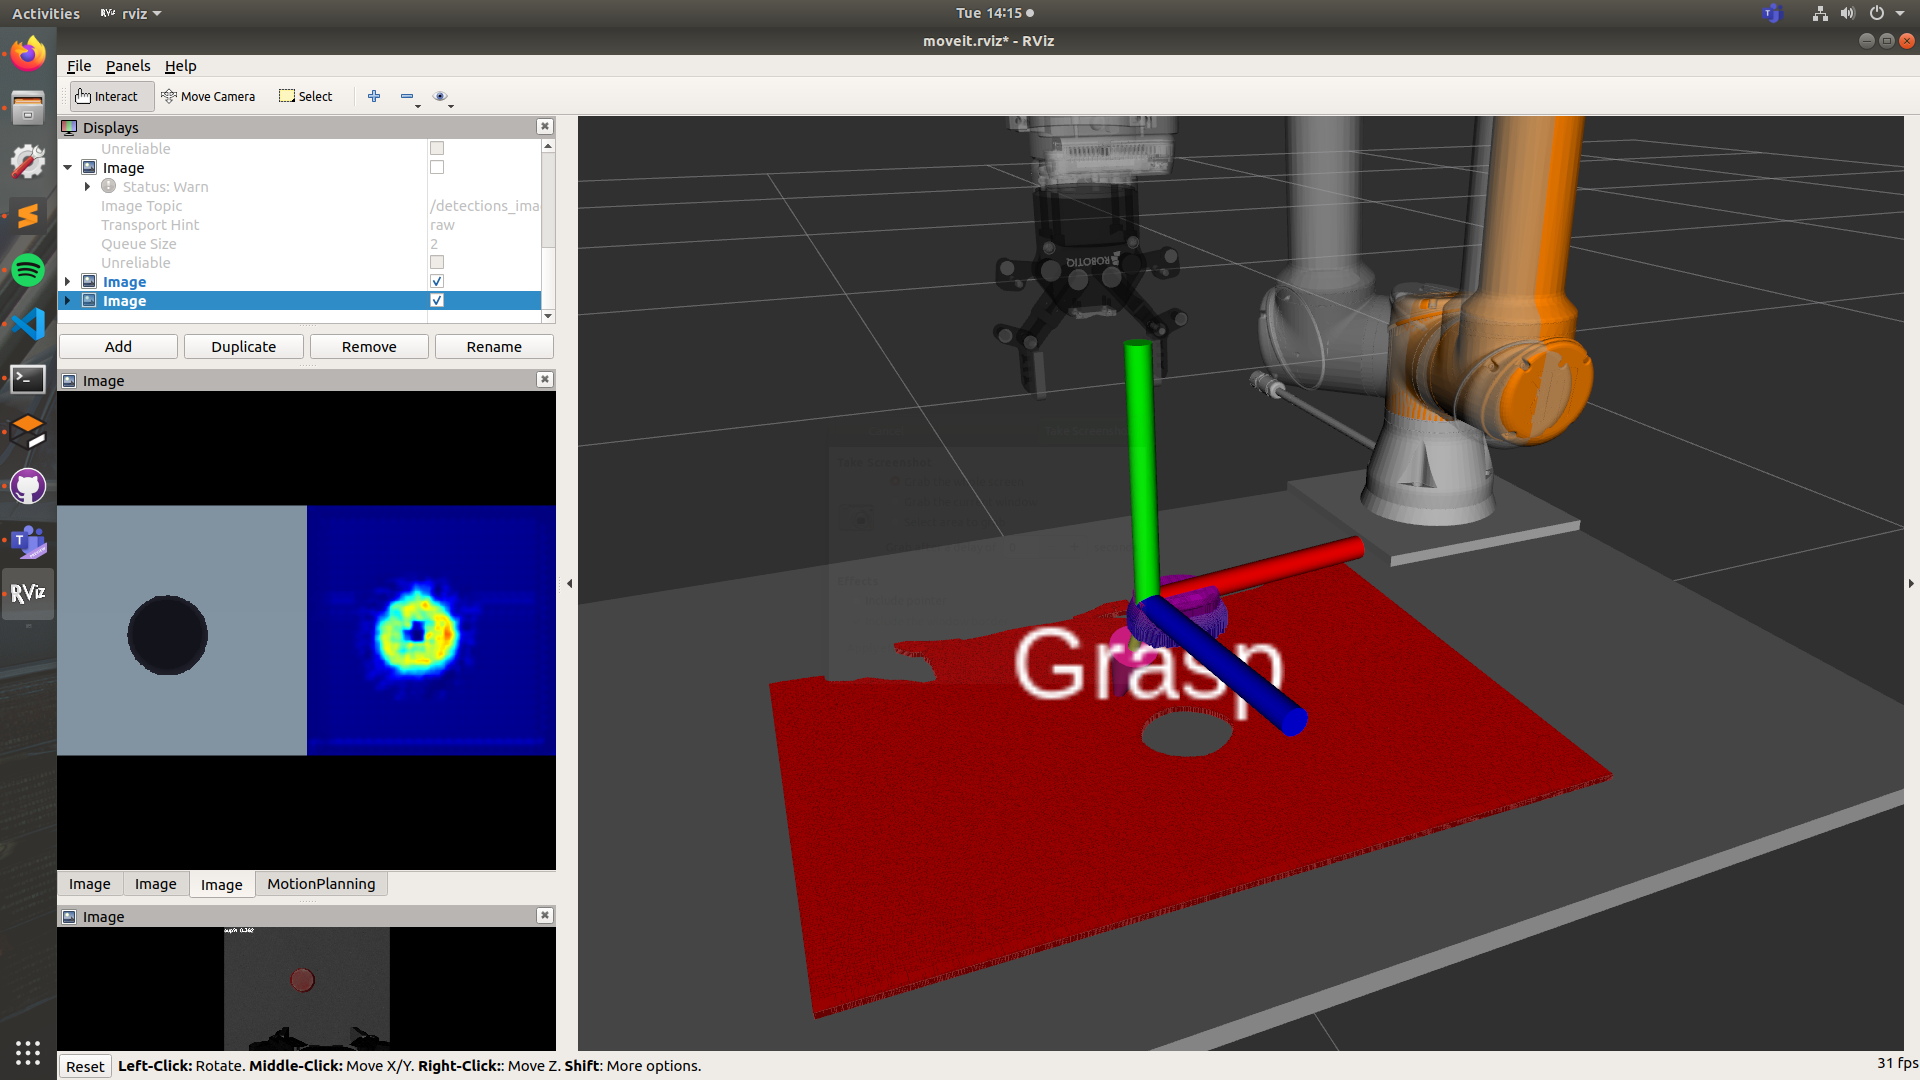 Activities RViz rviz Tue 14:15
moveit.rviz* - RViz
File Panels Help
Interact Move Camera Select
Displays
Unreliable
Image
Status: Warn
Image Topic /detections_ima
Transport Hint raw
Queue Size 2
Unreliable
Image
Image
Add Duplicate Remove Rename
Image
Image Image Image MotionPlanning
Image
ROBOTIQ
Grasp
RViz
Reset Left-Click: Rotate. Middle-Click: Move X/Y. Right-Click:: Move Z. Shift: More options. 31 fps